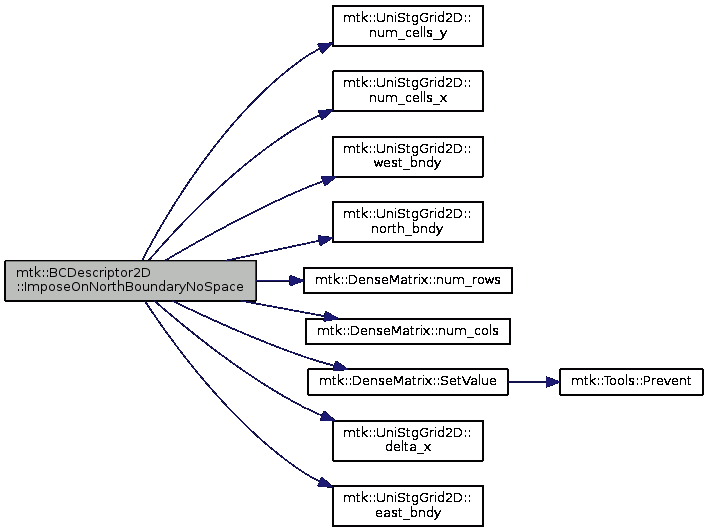 mtk::UniStgGrid2D::
num_cells_y
mtk::UniStgGrid2D::
num_cells_x
mtk::UniStgGrid2D::
west_bndy
mtk::UniStgGrid2D::
north_bndy
mtk::BCDescriptor2D
::ImposeOnNorthBoundaryNoSpace
mtk::DenseMatrix::num_rows
mtk::DenseMatrix::num_cols
mtk::DenseMatrix::SetValue
mtk::Tools::Prevent
mtk::UniStgGrid2D::
delta_x
mtk::UniStgGrid2D::
east_bndy